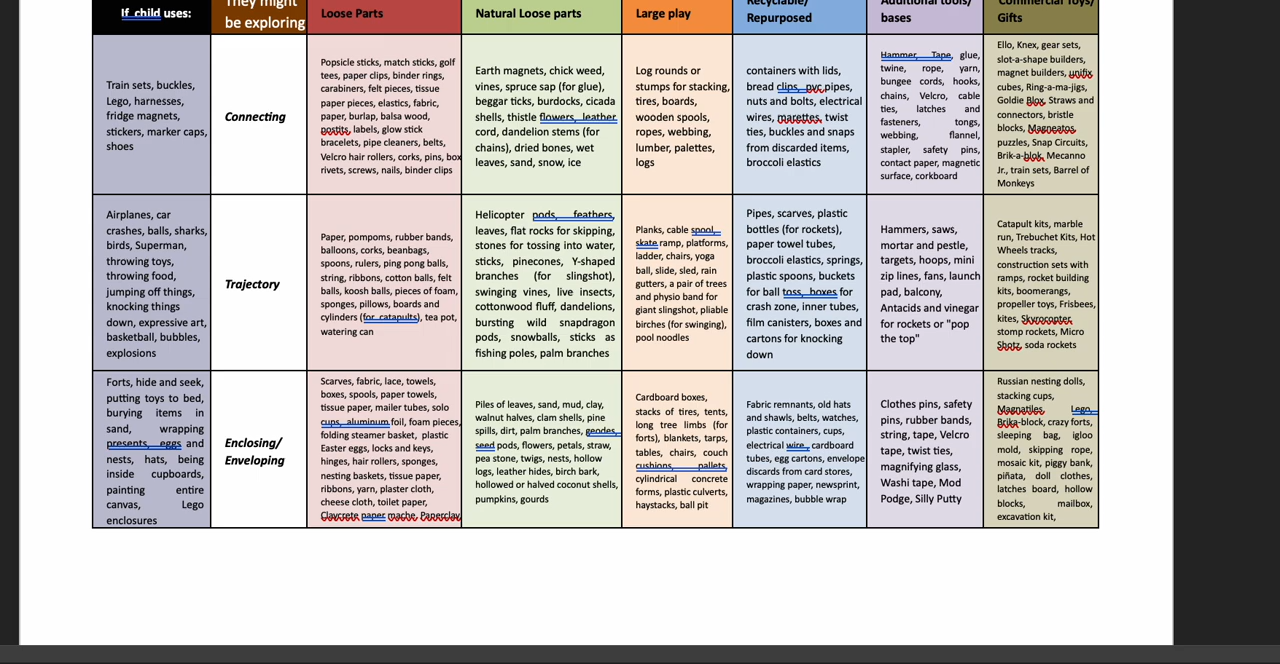 If child uses:
They might
be exploring
Loose Parts
Natural Loose parts
Large play
Recyclable/
Repurposed
Additional tools/
bases
Commercial Toys/
Gifts
Train sets, buckles,
Lego, harnesses,
fridge magnets,
stickers, marker caps,
shoes
Connecting
Popsicle sticks, match sticks, golf
tees, paper clips, binder rings,
carabiners, felt pieces, tissue
paper pieces, elastics, fabric,
paper, burlap, balsa wood,
postits, labels, glow stick
bracelets, pipe cleaners, belts,
Velcro hair rollers, corks, pins, box
rivets, screws, nails, binder clips
Earth magnets, chick weed,
vines, spruce sap (for glue),
beggar ticks, burdocks, cicada
shells, thistle flowers, leather
cord, dandelion stems (for
chains), dried bones, wet
leaves, sand, snow, ice
Log rounds or
stumps for stacking,
tires, boards,
wooden spools,
ropes, webbing,
lumber, palettes,
logs
containers with lids,
bread clips, pvc pipes,
nuts and bolts, electrical
wires, marettes, twist
ties, buckles and snaps
from discarded items,
broccoli elastics
Hammer, Tape, glue,
twine, rope, yarn,
bungee cords, hooks,
chains, Velcro, cable
ties, latches and
fasteners, tongs,
webbing, flannel,
stapler, safety pins,
contact paper, magnetic
surface, corkboard
Ello, Knex, gear sets,
slot-a-shape builders,
magnet builders, unifix
cubes, Ring-a-ma-jigs,
Goldie Blox, Straws and
connectors, bristle
blocks, Magneatos,
puzzles, Snap Circuits,
Brik-a-blok, Mecanno
Jr., train sets, Barrel of
Monkeys
Airplanes, car
crashes, balls, sharks,
birds, Superman,
throwing toys,
throwing food,
jumping off things,
knocking things
down, expressive art,
basketball, bubbles,
explosions
Trajectory
Paper, pompoms, rubber bands,
balloons, corks, beanbags,
spoons, rulers, ping pong balls,
string, ribbons, cotton balls, felt
balls, koosh balls, pieces of foam,
sponges, pillows, boards and
cylinders (for catapults), tea pot,
watering can
Helicopter pods, feathers,
leaves, flat rocks for skipping,
stones for tossing into water,
sticks, pinecones, Y-shaped
branches (for slingshot),
swinging vines, live insects,
cottonwood fluff, dandelions,
bursting wild snapdragon
pods, snowballs, sticks as
fishing poles, palm branches
Planks, cable spool,
skate ramp, platforms,
ladder, chairs, yoga
ball, slide, sled, rain
gutters, a pair of trees
and physio band for
giant slingshot, pliable
birches (for swinging),
pool noodles
Pipes, scarves, plastic
bottles (for rockets),
paper towel tubes,
broccoli elastics, springs,
plastic spoons, buckets
for ball toss, boxes for
crash zone, inner tubes,
film canisters, boxes and
cartons for knocking
down
Hammers, saws,
mortar and pestle,
targets, hoops, mini
zip lines, fans, launch
pad, balcony,
Antacids and vinegar
for rockets or "pop
the top"
Catapult kits, marble
run, Trebuchet Kits, Hot
Wheels tracks,
construction sets with
ramps, rocket building
kits, boomerangs,
propeller toys, Frisbees,
kites, Skyrocopter,
stomp rockets, Micro
Shotz, soda rockets
Forts, hide and seek,
putting toys to bed,
burying items in
sand, wrapping
presents, eggs and
nests, hats, being
inside cupboards,
painting entire
canvas, Lego
enclosures
Enclosing/
Enveloping
Scarves, fabric, lace, towels,
boxes, spools, paper towels,
tissue paper, mailer tubes, solo
cups, aluminum foil, foam pieces,
folding steamer basket, plastic
Easter eggs, locks and keys,
hinges, hair rollers, sponges,
nesting baskets, tissue paper,
ribbons, yarn, plaster cloth,
cheese cloth, toilet paper,
Claycrete paper mache, Paperclay
Piles of leaves, sand, mud, clay,
walnut halves, clam shells, pine
spills, dirt, palm branches, geodes,
seed pods, flowers, petals, straw,
pea stone, twigs, nests, hollow
logs, leather hides, birch bark,
hollowed or halved coconut shells,
pumpkins, gourds
Cardboard boxes,
stacks of tires, tents,
long tree limbs (for
forts), blankets, tarps,
tables, chairs, couch
cushions, pallets,
cylindrical concrete
forms, plastic culverts,
haystacks, ball pit
Fabric remnants, old hats
and shawls, belts, watches,
plastic containers, cups,
electrical wire, cardboard
tubes, egg cartons, envelope
discards from card stores,
wrapping paper, newsprint,
magazines, bubble wrap
Clothes pins, safety
pins, rubber bands,
string, tape, Velcro
tape, twist ties,
magnifying glass,
Washi tape, Mod
Podge, Silly Putty
Russian nesting dolls,
stacking cups,
Magnatiles, Lego,
Brika-block, crazy forts,
sleeping bag, igloo
mold, skipping rope,
mosaic kit, piggy bank,
piñata, doll clothes,
latches board, hollow
blocks, mailbox,
excavation kit,